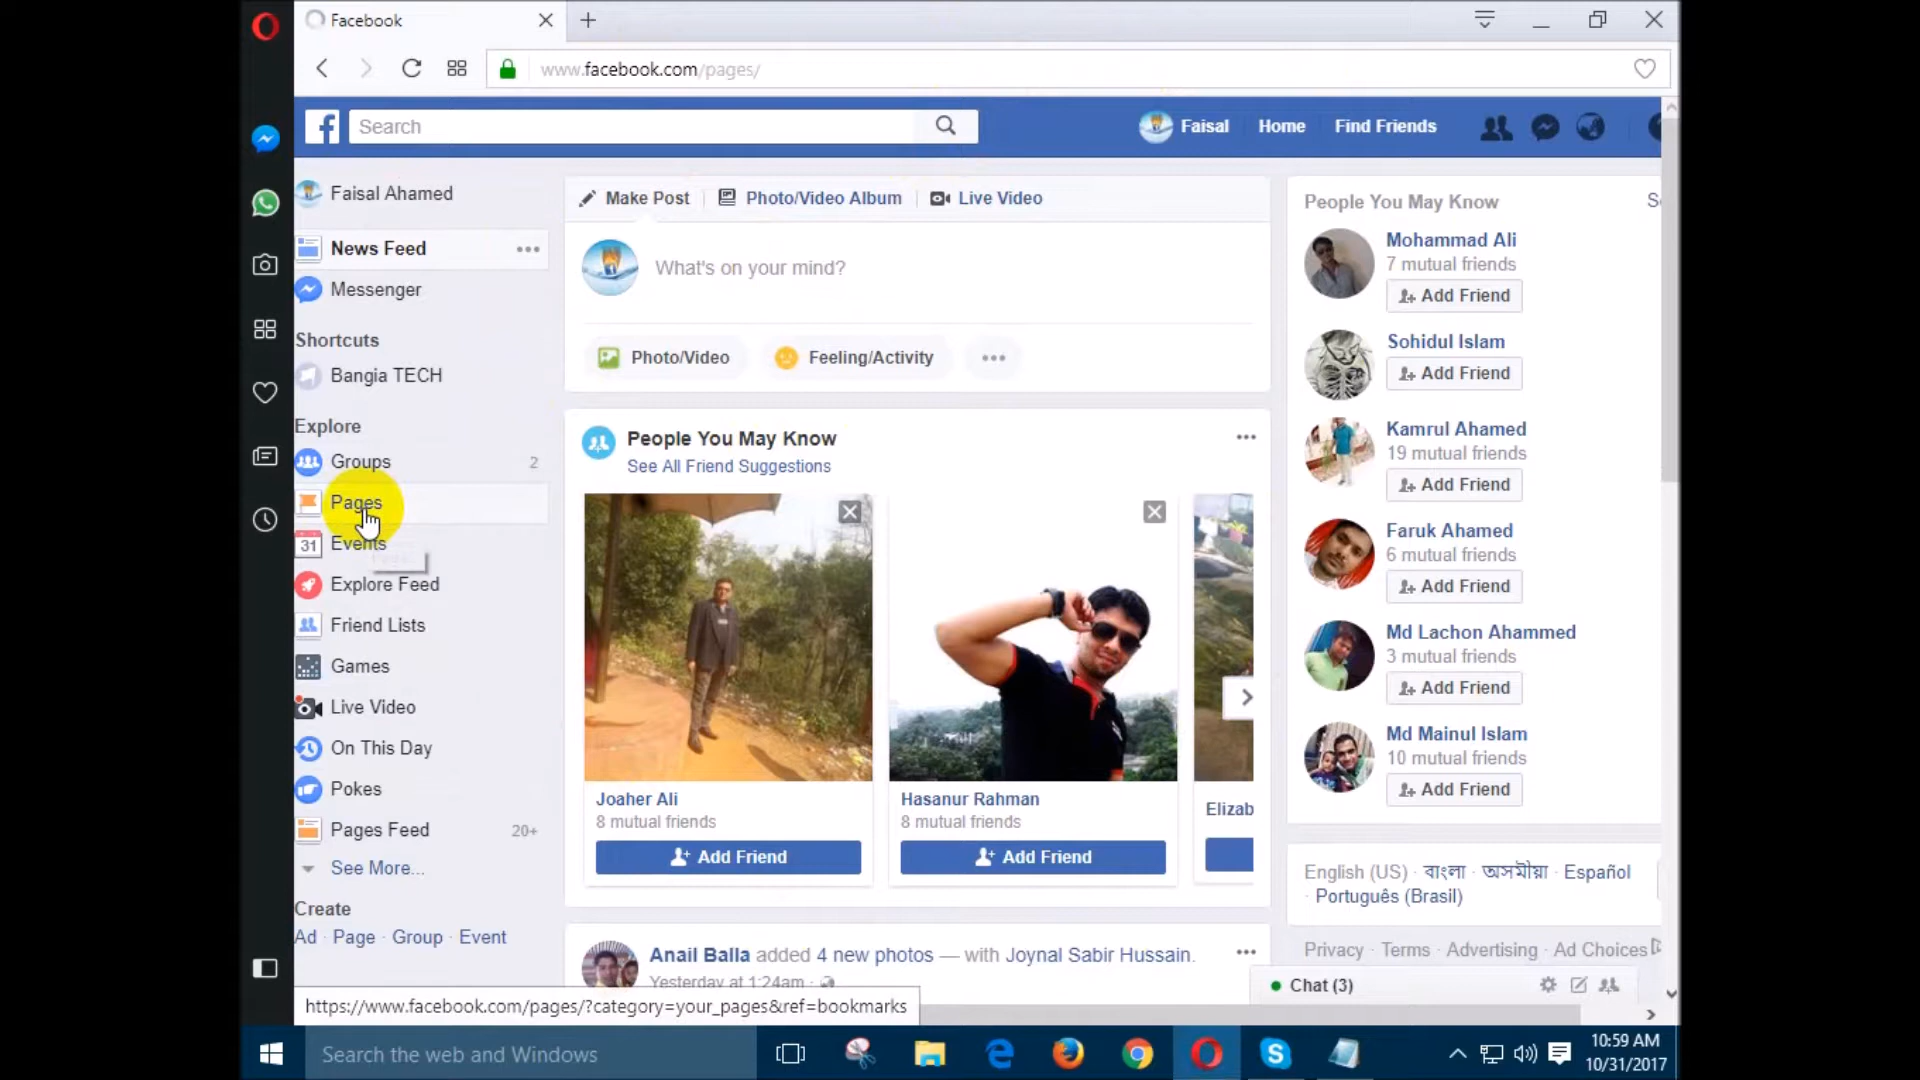 Facebook
www.facebook.com/pages/
Search
Faisal
Home
Find Friends
Faisal Ahamed
News Feed
Messenger
Shortcuts
Bangia TECH
Explore
Groups 2
Pages
31 Events
Explore Feed
Friend Lists
Games
Live Video
On This Day
Pokes
Pages Feed 20+
See More...
Create
Ad · Page · Group · Event
Make Post
Photo/Video Album
Live Video
What's on your mind?
Photo/Video
Feeling/Activity
People You May Know
See All Friend Suggestions
Joaher Ali
8 mutual friends
Add Friend
Hasanur Rahman
8 mutual friends
Add Friend
Elizab
Anail Balla added 4 new photos — with Joynal Sabir Hussain.
Yesterday at 1:24am
People You May Know
Mohammad Ali
7 mutual friends
Add Friend
Sohidul Islam
Add Friend
Kamrul Ahamed
19 mutual friends
Add Friend
Faruk Ahamed
6 mutual friends
Add Friend
Md Lachon Ahammed
3 mutual friends
Add Friend
Md Mainul Islam
10 mutual friends
Add Friend
English (US) · বাংলা · অসমীয়া · Español
· Português (Brasil)
Privacy · Terms · Advertising · Ad Choices
Chat (3)
https://www.facebook.com/pages/?category=your_pages&ref=bookmarks
Search the web and Windows
10:59 AM
10/31/2017